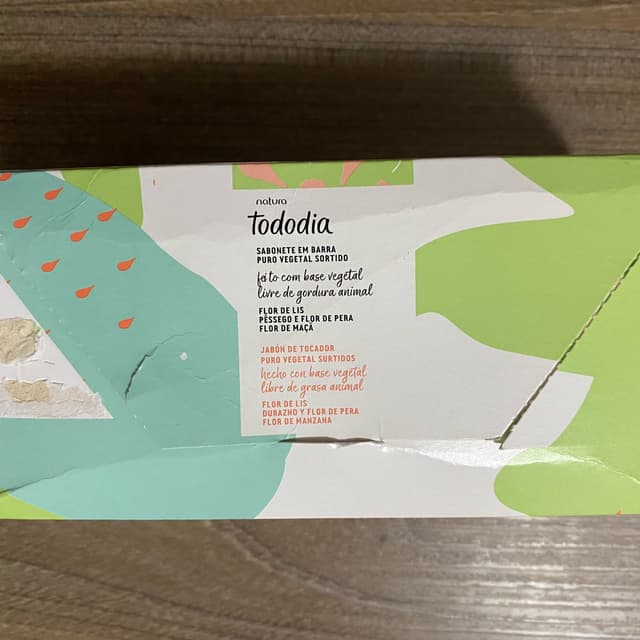 natura
tododia
SABONETE EM BARRA
PURO VEGETAL SORTIDO
feito com base vegetal
livre de gordura animal
FLOR DE LIS
PÊSSEGO E FLOR DE PERA
FLOR DE MAÇÃ
JABÓN DE TOCADOR
PURO VEGETAL SURTIDOS
hecho con base vegetal
libre de grasa animal
FLOR DE LIS
DURAZNO Y FLOR DE PERA
FLOR DE MANZANA